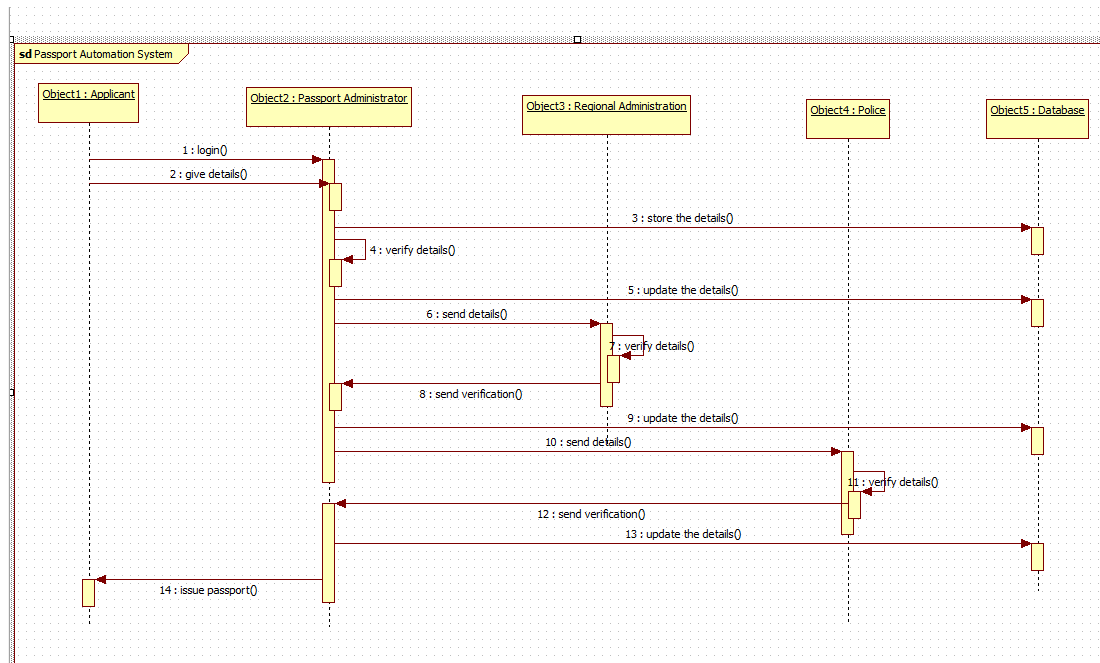 sd Passport Automation System
Object1 : Applicant
Object2 : Passport Administrator
Object3 : Regional Administration
Object4 : Police
Object5 : Database
1 : login()
2 : give details()
3 : store the details()
4 : verify details()
5 : update the details()
6 : send details()
7 : verify details()
8 : send verification()
9 : update the details()
10 : send details()
11 : verify details()
12 : send verification()
13 : update the details()
14 : issue passport()